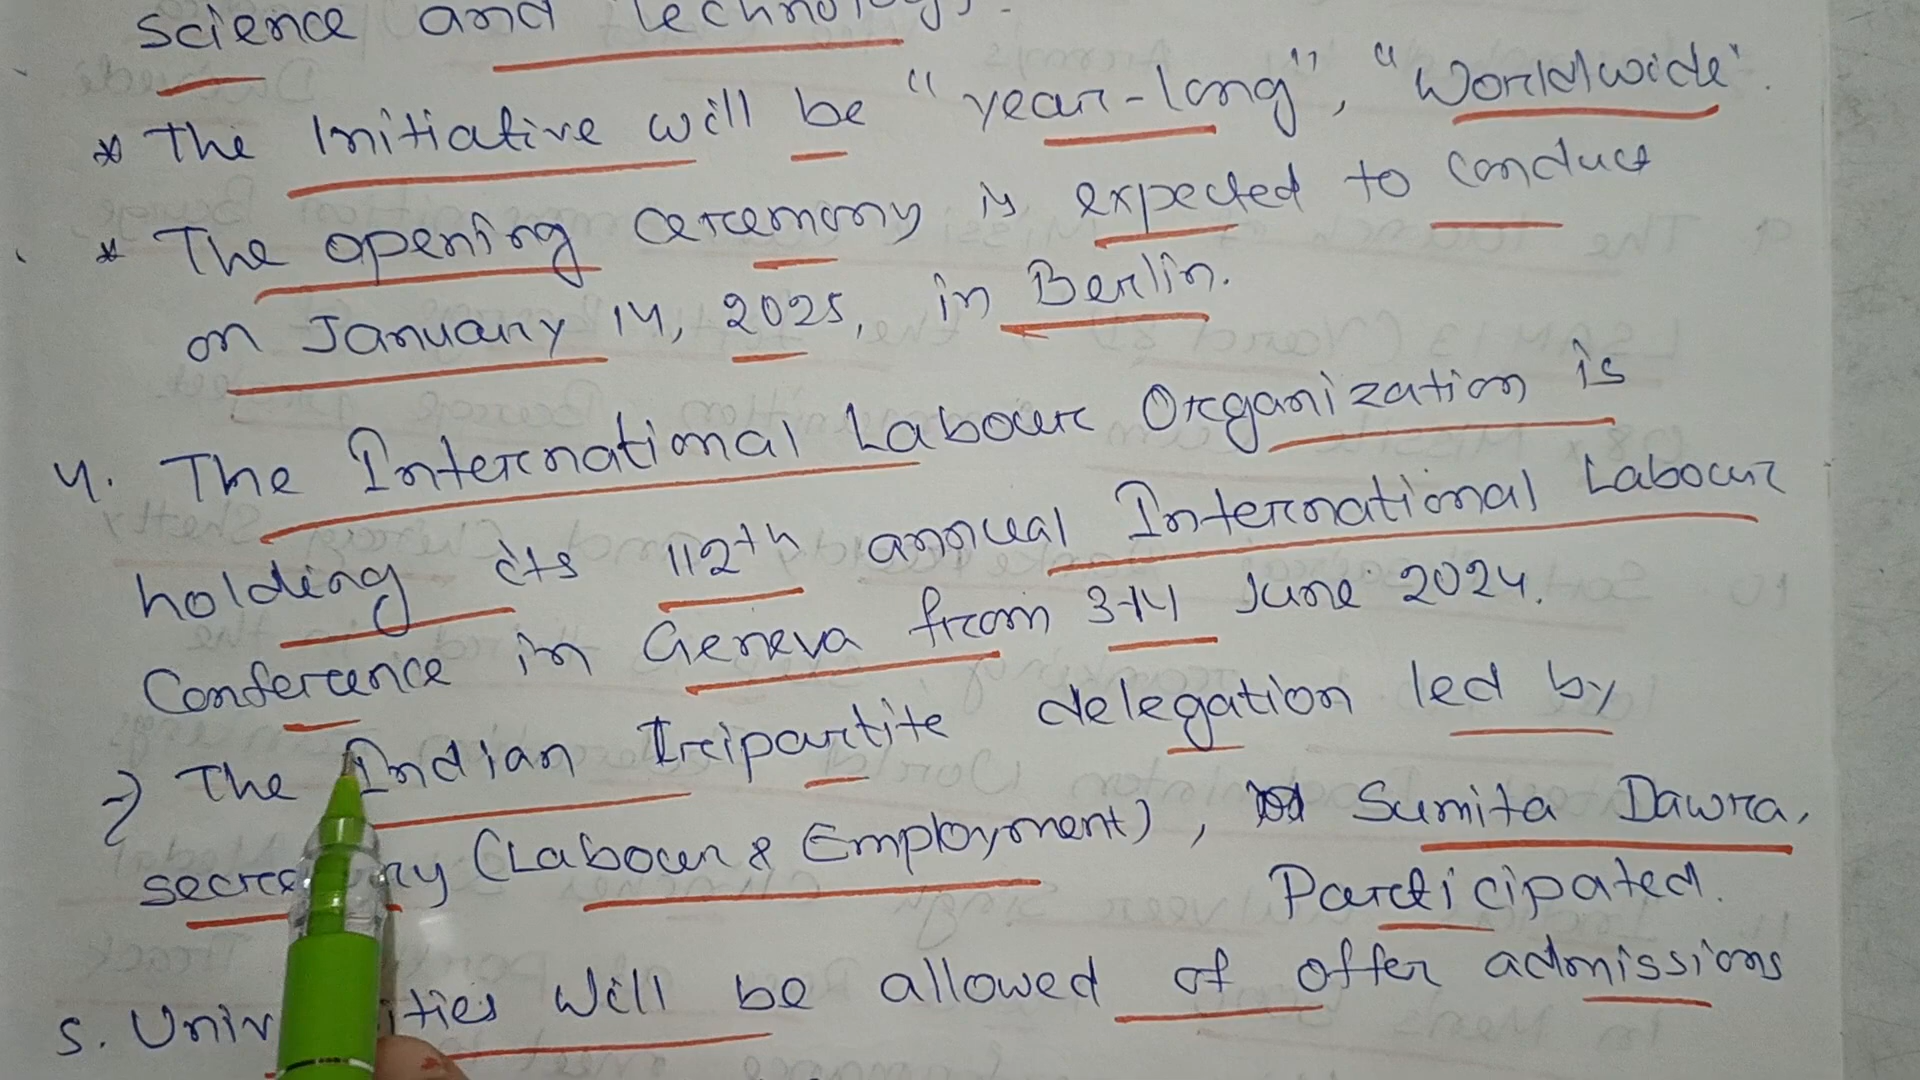 science and technology.
* The Initiative will be "year-long", "Worldwide".
* The opening ceremony is expected to conduct
on January 14, 2025, in Berlin.
4. The International Labour Organization is
holding its 112th annual International Labour
Conference in Geneva from 3-14 June 2024.
=> The Indian Tripartite delegation led by
secretary (Labour & Employment), Sumita Dawra,
Participated.
5. Universities will be allowed of offer admissions